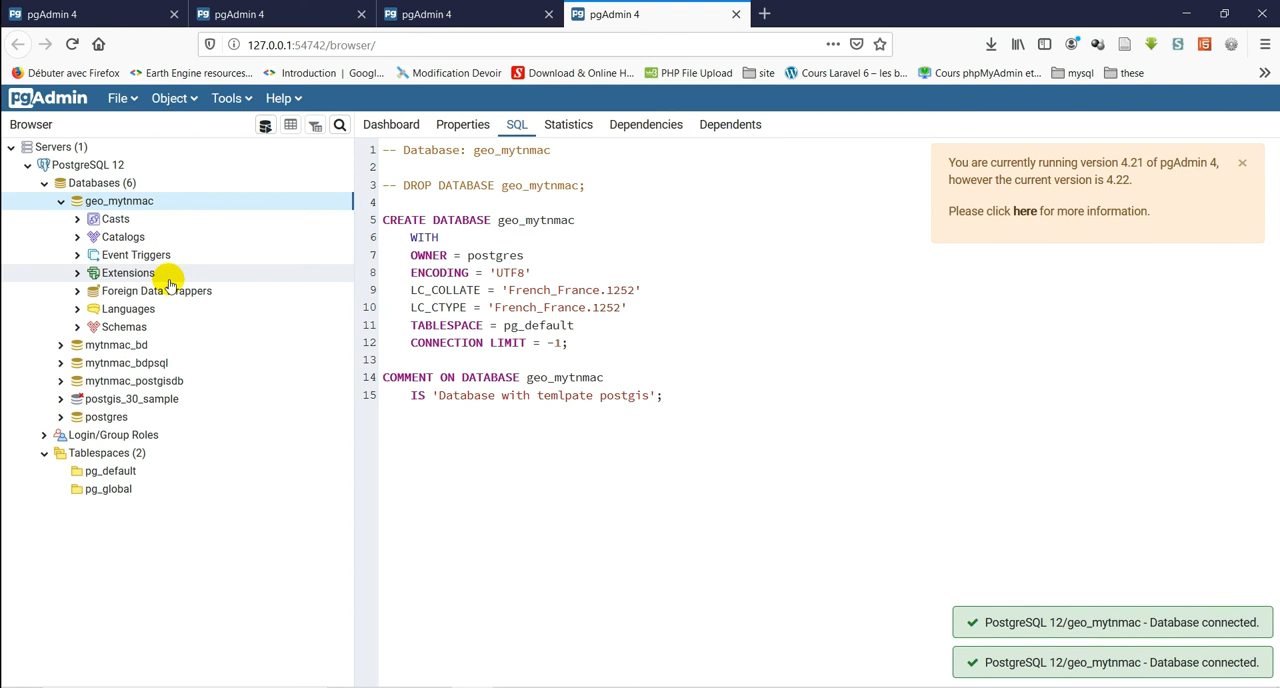 pgAdmin 4
pgAdmin 4
pgAdmin 4
pgAdmin 4
127.0.0.1:54742/browser/
Débuter avec Firefox
Earth Engine resources...
Introduction | Googl...
Modification Devoir
Download & Online H...
PHP File Upload
site
Cours Laravel 6 – les b...
Cours phpMyAdmin et...
mysql
these
pgAdmin
File
Object
Tools
Help
Browser
Dashboard
Properties
SQL
Statistics
Dependencies
Dependents
Servers (1)
PostgreSQL 12
Databases (6)
geo_mytnmac
Casts
Catalogs
Event Triggers
Extensions
Foreign Data Wrappers
Languages
Schemas
mytnmac_bd
mytnmac_bdpsql
mytnmac_postgisdb
postgis_30_sample
postgres
Login/Group Roles
Tablespaces (2)
pg_default
pg_global
1 -- Database: geo_mytnmac
2
3 -- DROP DATABASE geo_mytnmac;
4
5 CREATE DATABASE geo_mytnmac
6 WITH
7 OWNER = postgres
8 ENCODING = 'UTF8'
9 LC_COLLATE = 'French_France.1252'
10 LC_CTYPE = 'French_France.1252'
11 TABLESPACE = pg_default
12 CONNECTION LIMIT = -1;
13
14 COMMENT ON DATABASE geo_mytnmac
15 IS 'Database with temlpate postgis';
You are currently running version 4.21 of pgAdmin 4,
however the current version is 4.22.
Please click here for more information.
PostgreSQL 12/geo_mytnmac - Database connected.
PostgreSQL 12/geo_mytnmac - Database connected.